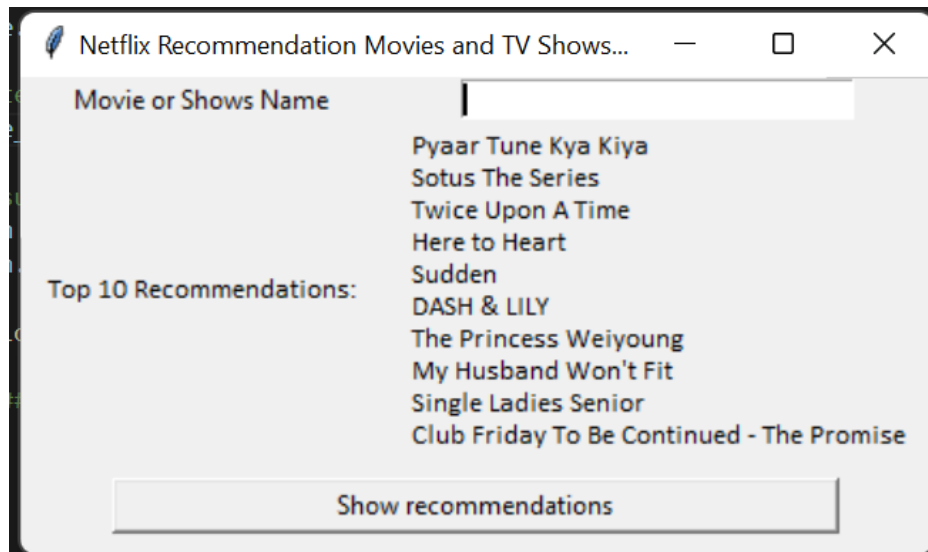 Netflix Recommendation Movies and TV Shows...
Movie or Shows Name
Top 10 Recommendations:
Pyaar Tune Kya Kiya
Sotus The Series
Twice Upon A Time
Here to Heart
Sudden
DASH & LILY
The Princess Weiyoung
My Husband Won't Fit
Single Ladies Senior
Club Friday To Be Continued - The Promise
Show recommendations